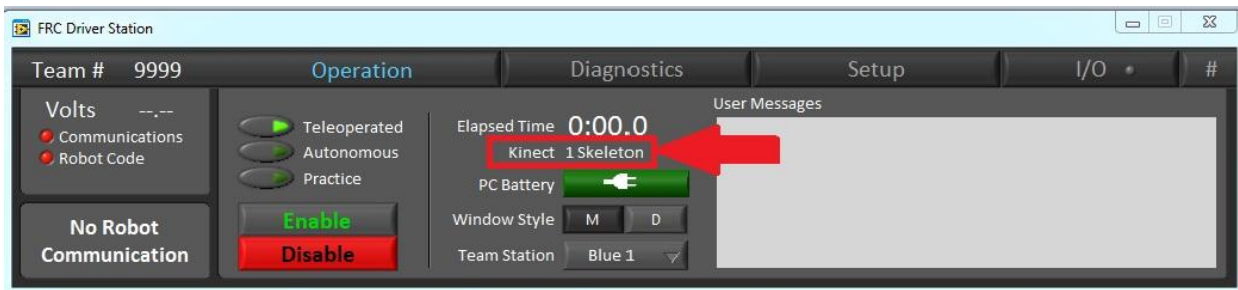 FRC Driver Station
Team # 9999
Operation
Diagnostics
Setup
I/O
#
Volts --.--
Communications
Robot Code
No Robot
Communication
Teleoperated
Autonomous
Practice
Enable
Disable
Elapsed Time 0:00.0
Kinect 1 Skeleton
PC Battery
Window Style M D
Team Station Blue 1
User Messages